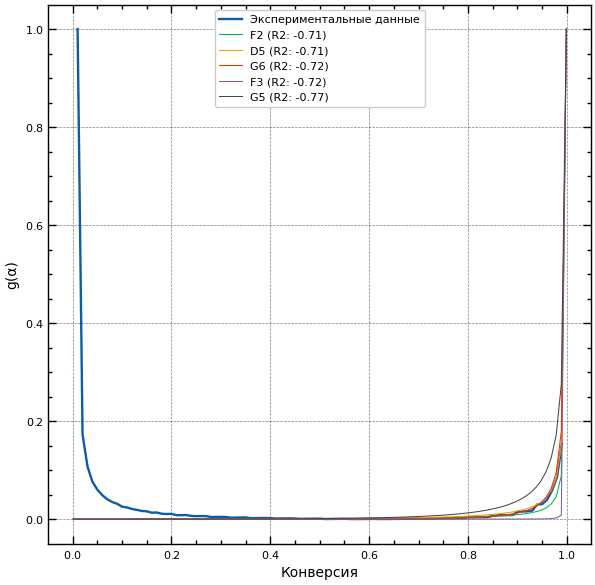 Экспериментальные данные
F2 (R2: -0.71)
D5 (R2: -0.71)
G6 (R2: -0.72)
F3 (R2: -0.72)
G5 (R2: -0.77)
1.0
0.8
0.6
0.4
0.2
0.0
g(α)
0.0 0.2 0.4 0.6 0.8 1.0
Конверсия